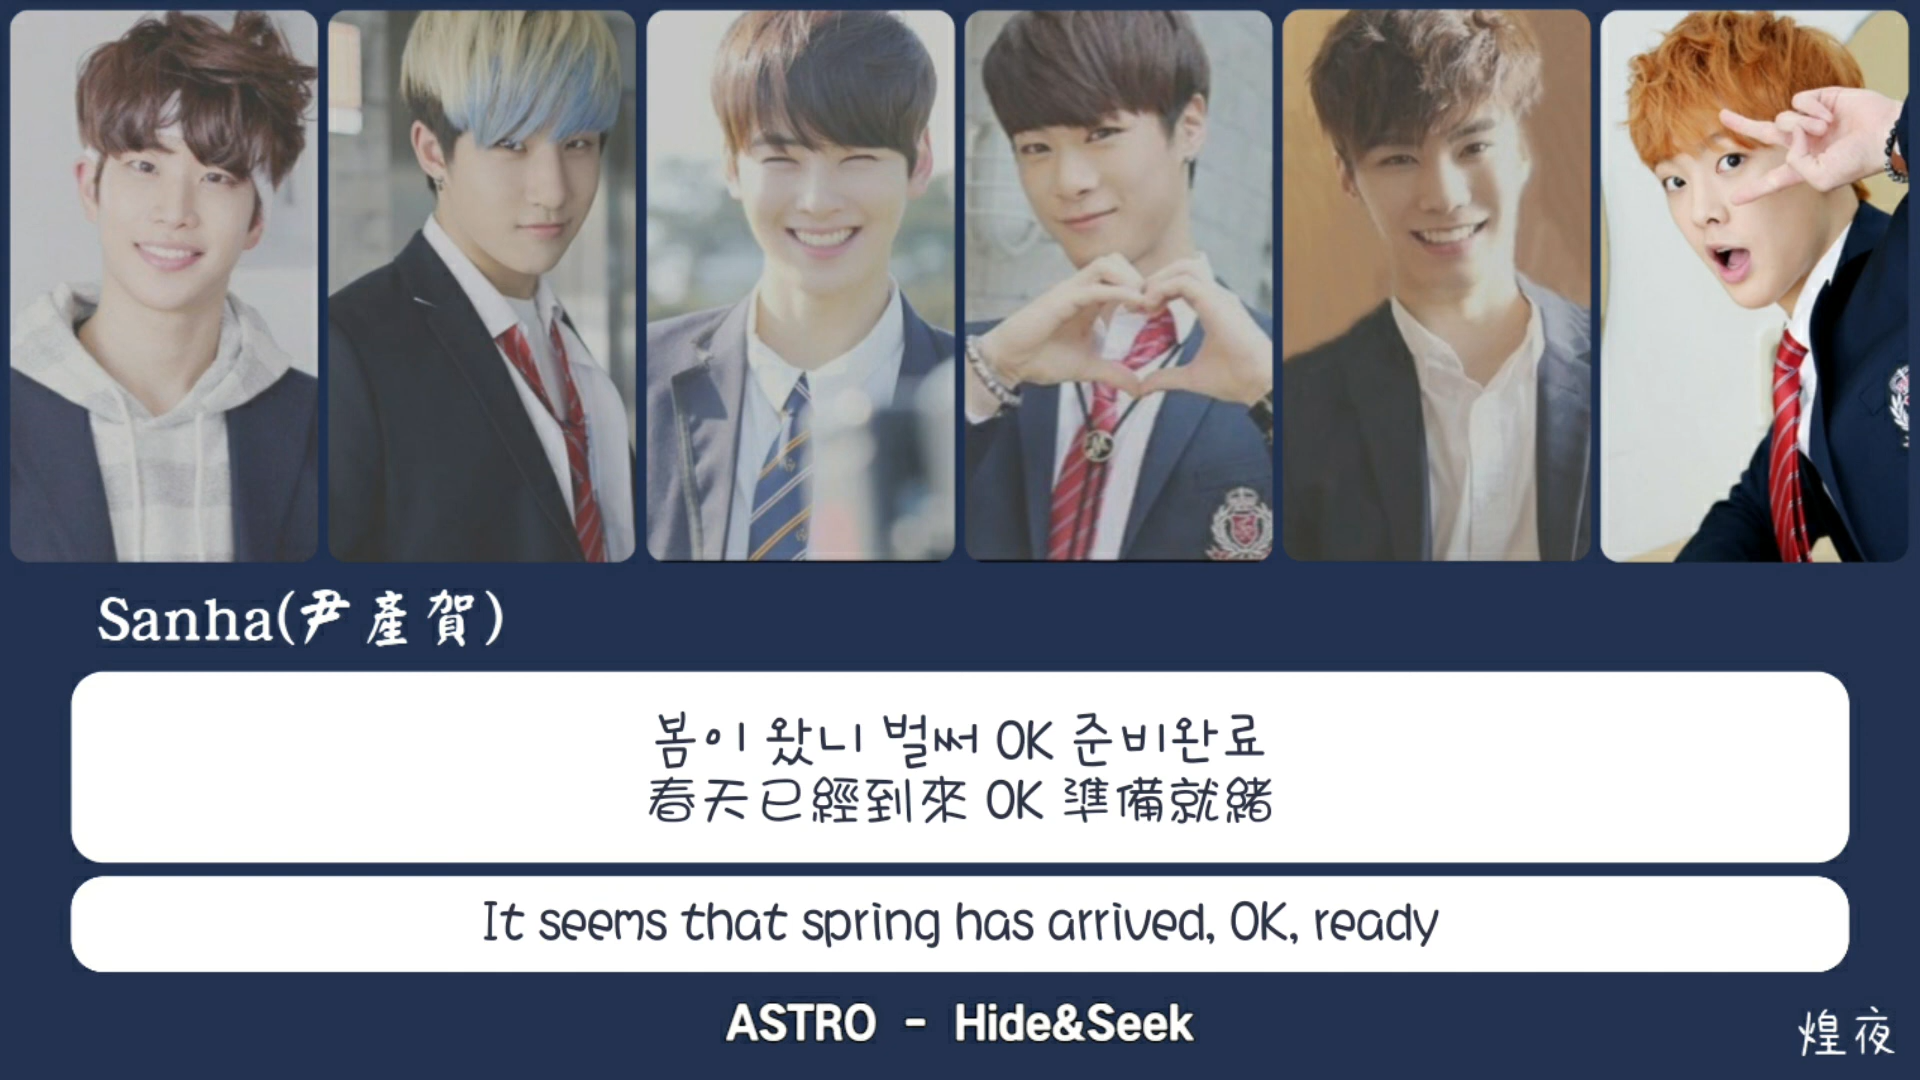 Sanha(尹產賀)
봄이 왔니 벌써 OK 준비완료
春天已經到來 OK 準備就緒
It seems that spring has arrived, OK, ready
ASTRO - Hide&Seek
煌夜